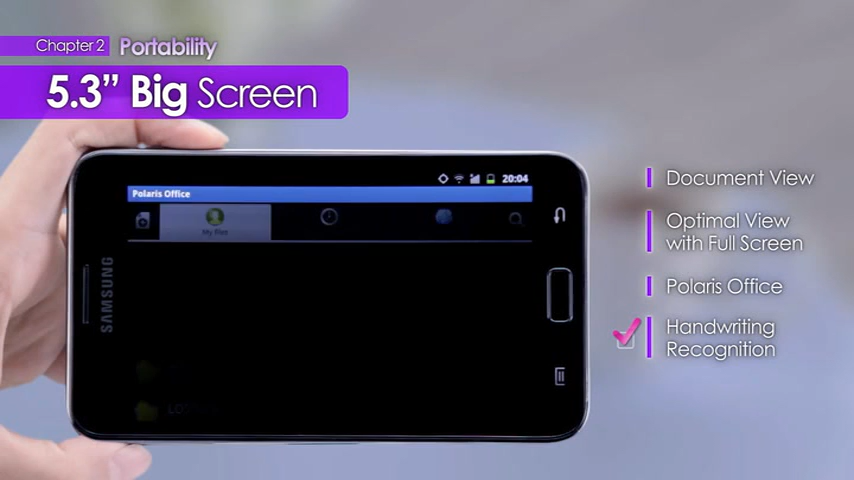 Chapter 2 Portability
5.3” Big Screen
20:04
Polaris Office
My files
SAMSUNG
Document View
Optimal View
with Full Screen
Polaris Office
Handwriting
Recognition